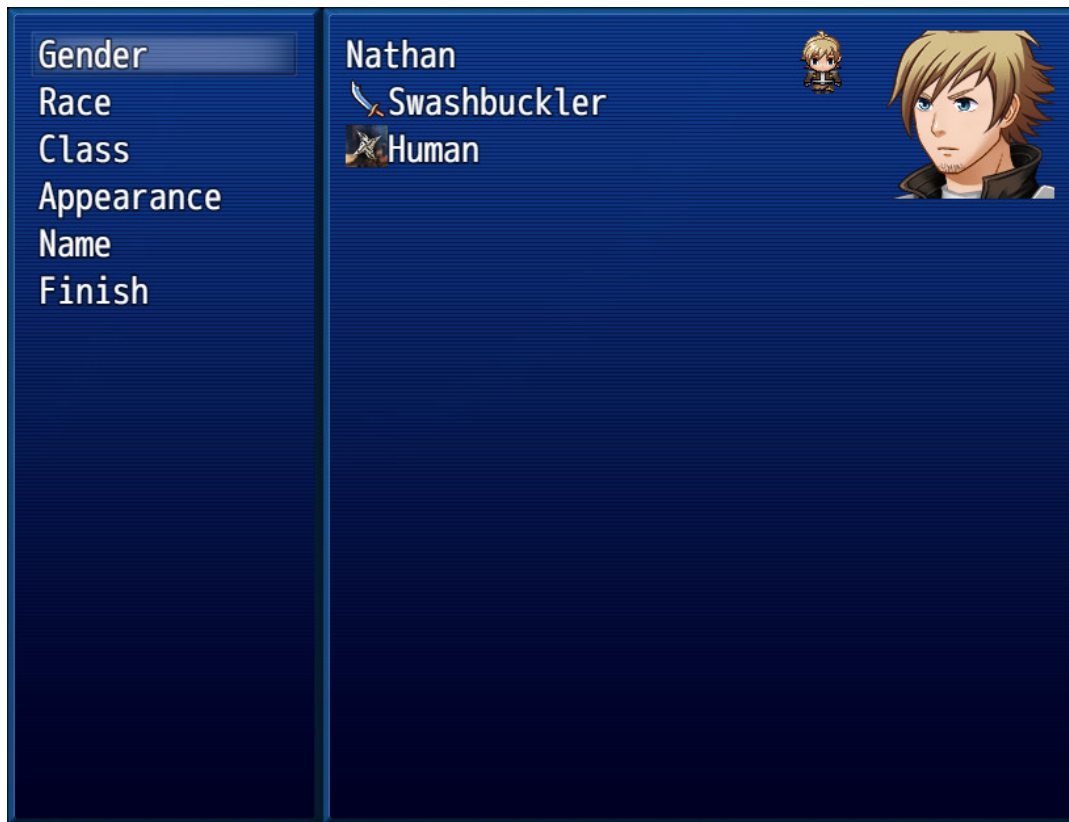 Gender
Race
Class
Appearance
Name
Finish
Nathan
Swashbuckler
Human